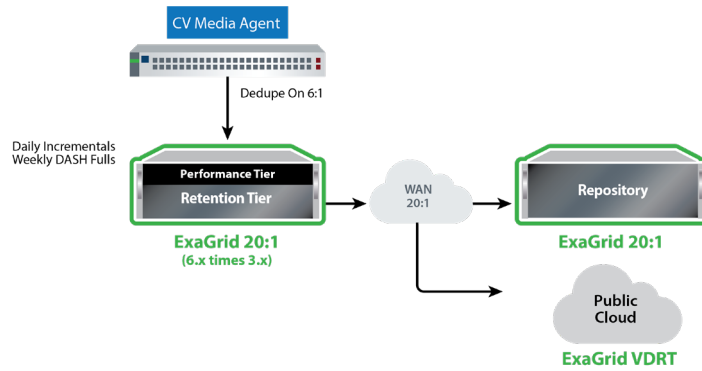 CV Media Agent
Dedupe On 6:1
Daily Incrementals
Weekly DASH Fulls
Performance Tier
Retention Tier
ExaGrid 20:1
(6.x times 3.x)
WAN
20:1
Repository
ExaGrid 20:1
Public
Cloud
ExaGrid VDRT